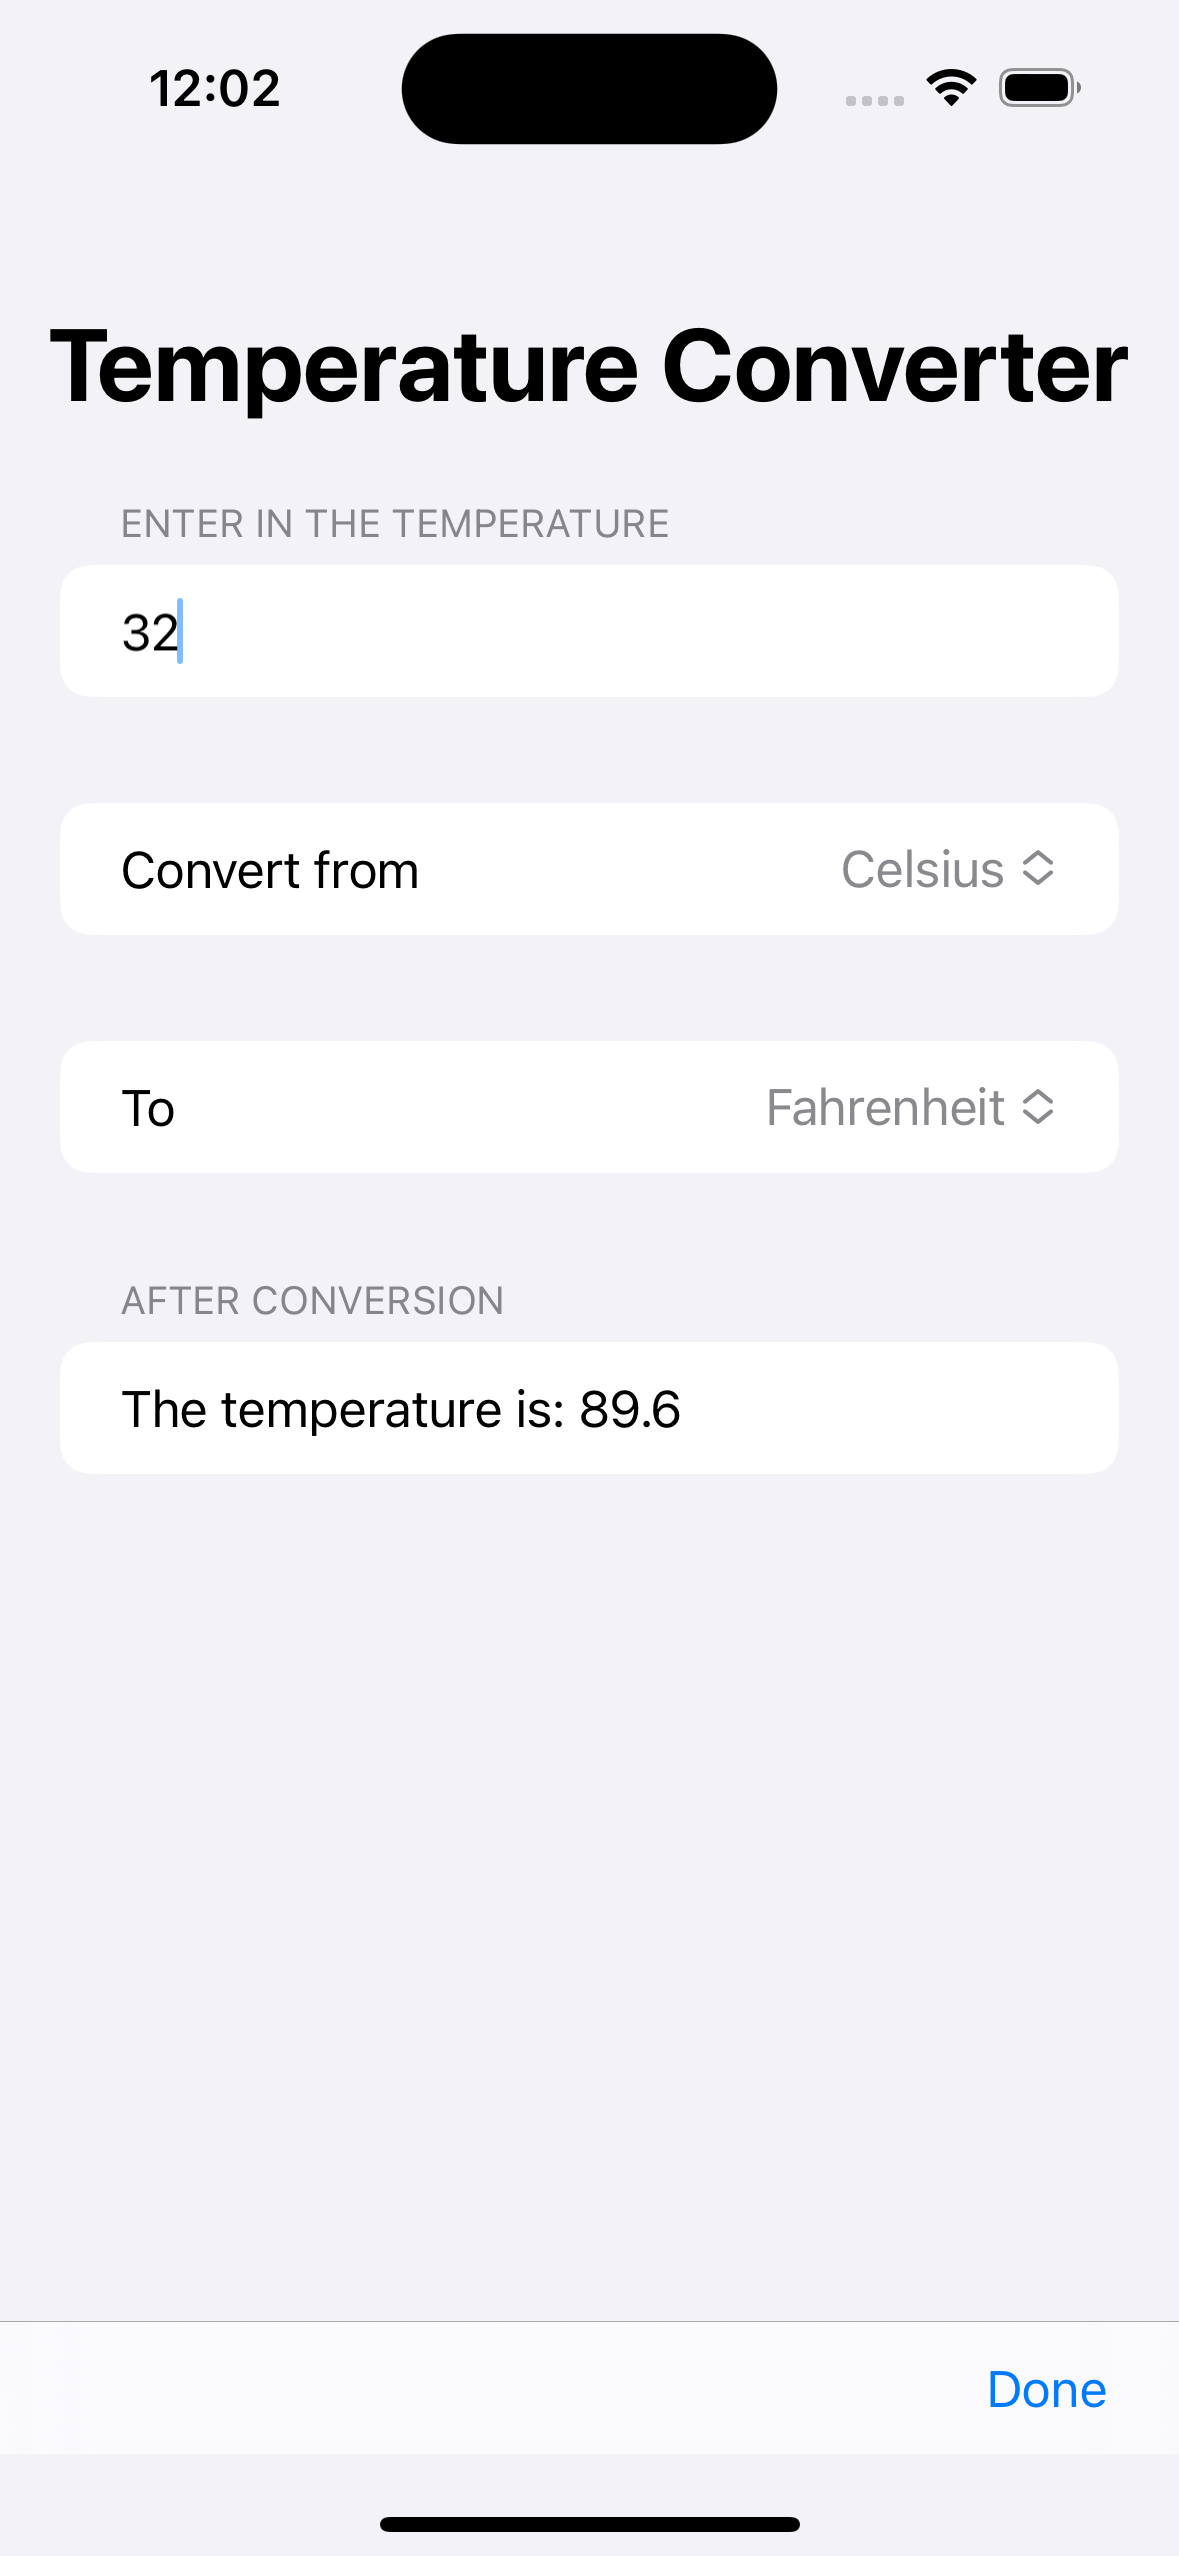 12:02
Temperature Converter
ENTER IN THE TEMPERATURE
32
Convert from Celsius
To Fahrenheit
AFTER CONVERSION
The temperature is: 89.6
Done